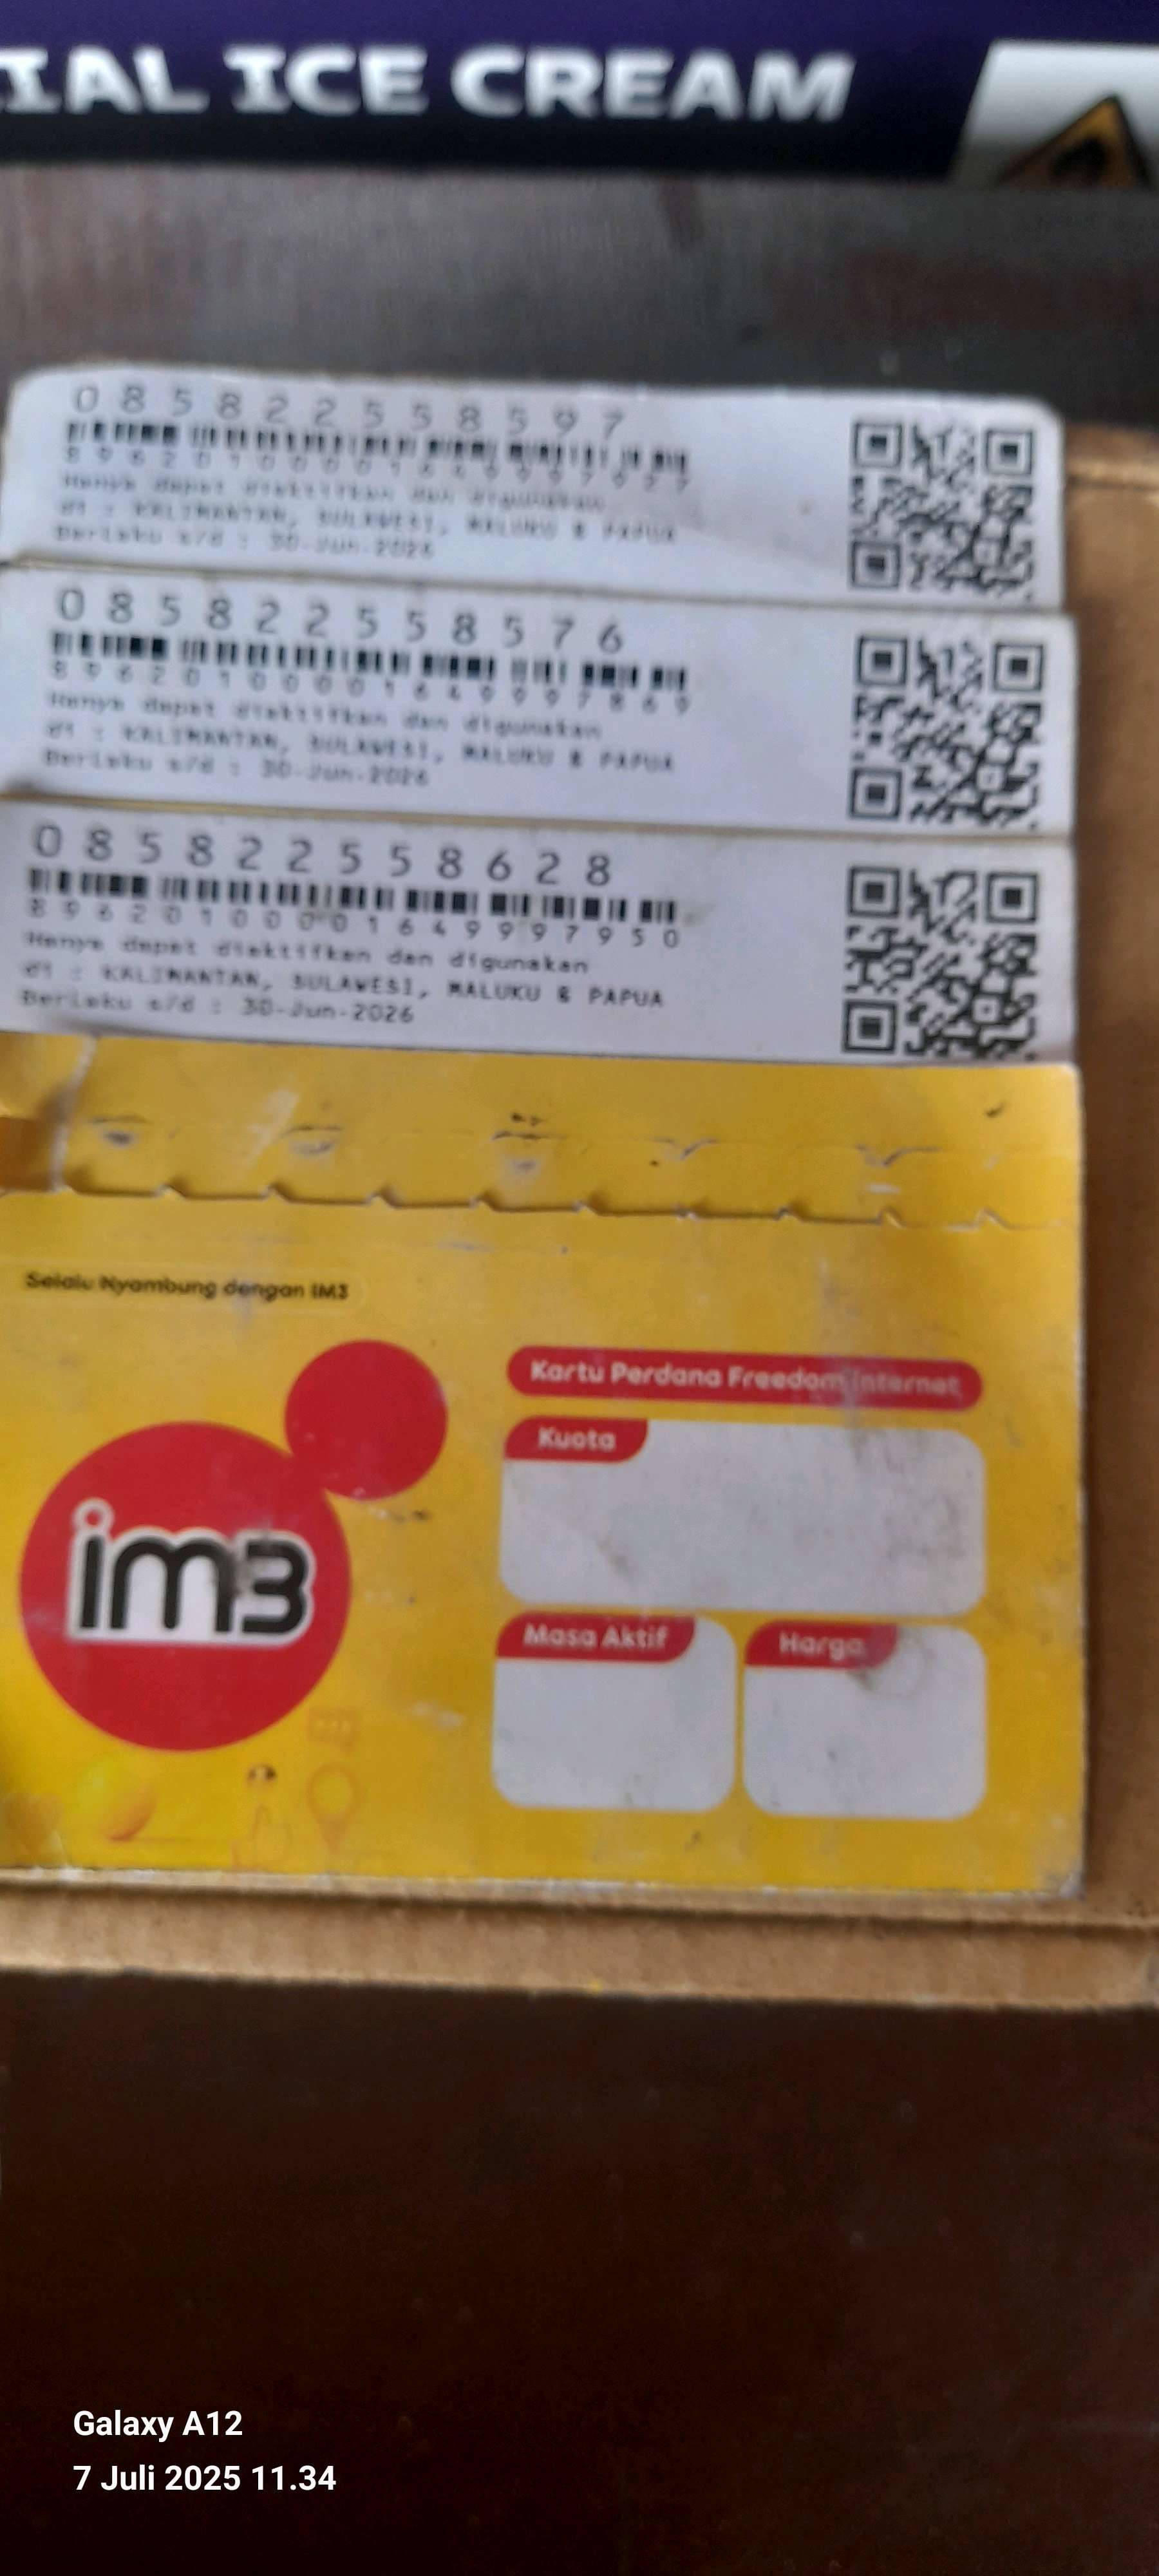 IAL ICE CREAM
085822558597
89620100001649997927
Hanya dapat diaktifkan dan digunakan
di : KALIMANTAN, SULAWESI, MALUKU & PAPUA
Berlaku s/d : 30-Jun-2026
085822558576
89620100001649997869
Hanya dapat diaktifkan dan digunakan
di : KALIMANTAN, SULAWESI, MALUKU & PAPUA
Berlaku s/d : 30-Jun-2026
085822558628
89620100001649997950
Hanya dapat diaktifkan dan digunakan
di : KALIMANTAN, SULAWESI, MALUKU & PAPUA
Berlaku s/d : 30-Jun-2026
Selalu Nyambung dengan IM3
im3
Kartu Perdana Freedom Internet
Kuota
Masa Aktif
Harga
Galaxy A12
7 Juli 2025 11.34